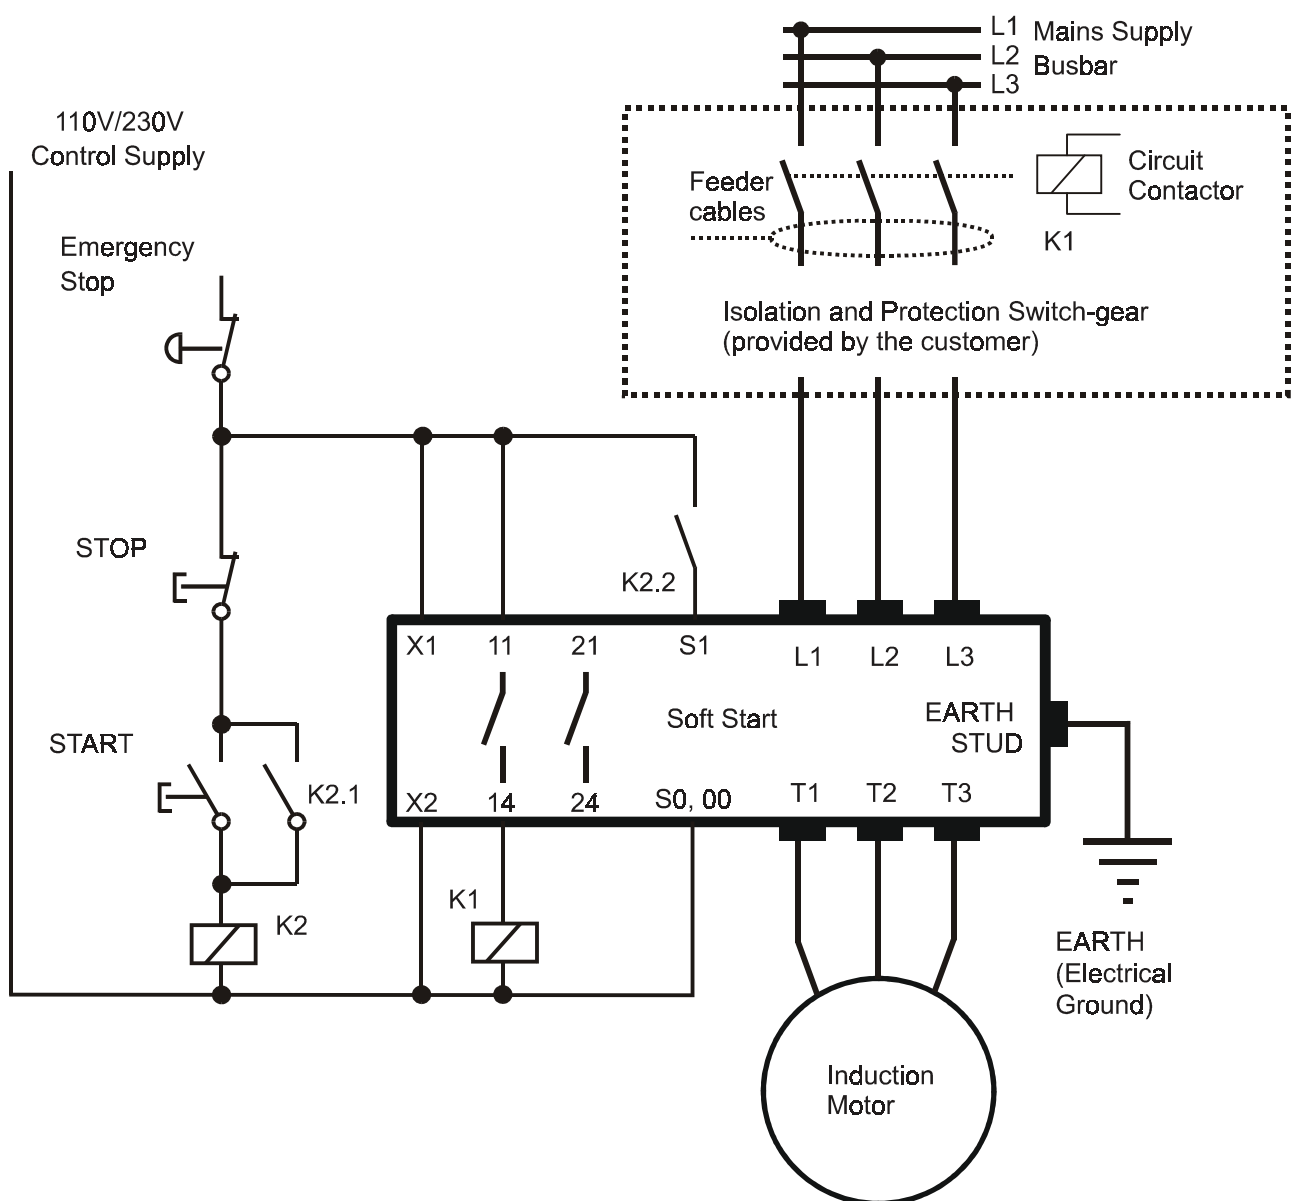 L1 Mains Supply
L2 Busbar
L3
110V/230V
Control Supply
Feeder
cables
Circuit
Contactor
K1
Emergency
Stop
Isolation and Protection Switch-gear
(provided by the customer)
STOP
K2.2
X1 11 21 S1 L1 L2 L3
Soft Start
EARTH
STUD
START
K2.1
X2 14 24 S0, 00 T1 T2 T3
K2
K1
EARTH
(Electrical
Ground)
Induction
Motor